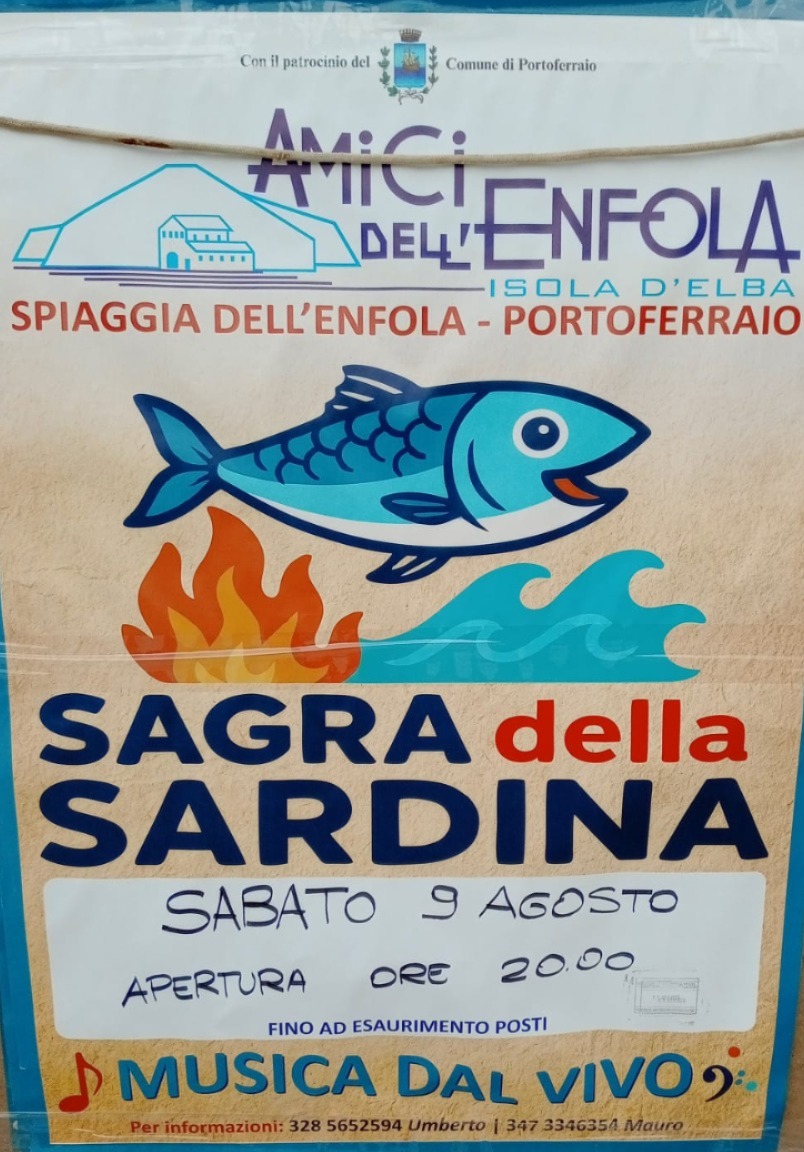 Con il patrocinio del Comune di Portoferraio
AMICI
DELL'ENFOLA
ISOLA D'ELBA
SPIAGGIA DELL'ENFOLA - PORTOFERRAIO
SAGRA della
SARDINA
SABATO 9 AGOSTO
APERTURA ORE 20.00
FINO AD ESAURIMENTO POSTI
MUSICA DAL VIVO
Per informazioni: 328 5652594 Umberto | 347 3346354 Mauro